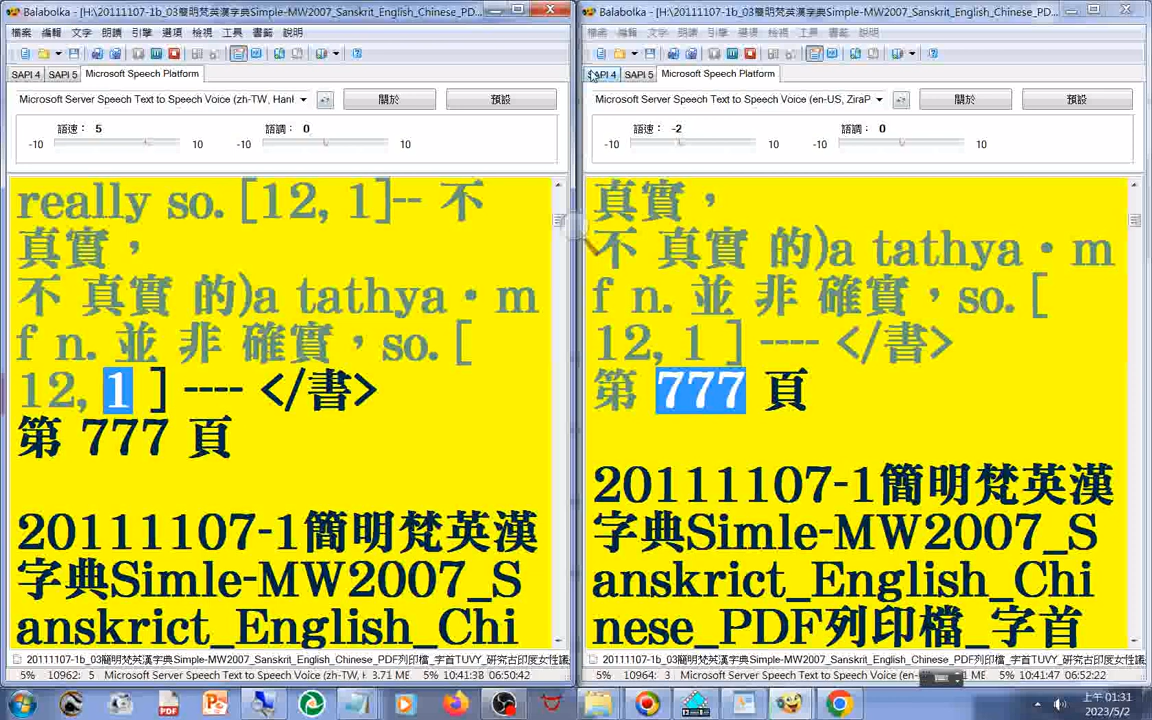 Balabolka - [H:\20111107-1b_03簡明梵英漢字典Simple-MW2007_Sanskrit_English_Chinese_PD...
檔案 編輯 文字 朗讀 引擎 選項 檢視 工具 書籤 說明
SAPI 4 SAPI 5 Microsoft Speech Platform
Microsoft Server Speech Text to Speech Voice (zh-TW, Hanl
關於 預設
語速： 5 語調： 0
-10 10 -10 10
really so. [12, 1]-- 不
真實，
不 真實 的)a tathya・m
f n. 並 非 確實，so. [
12, 1 ] ---- </書>
第 777 頁
20111107-1簡明梵英漢
字典Simle-MW2007_S
anskrict_English_Chi
20111107-1b_03簡明梵英漢字典Simple-MW2007_Sanskrit_English_Chinese_PDF列印檔_字首TUVY_研究古印度女性議
5% 10962: 5 Microsoft Server Speech Text to Speech Voice (zh-TW, H 3.71 ME 5% 10:41:38 06:50:42
Balabolka - [H:\20111107-1b_03簡明梵英漢字典Simple-MW2007_Sanskrit_English_Chinese_PD...
檔案 編輯 文字 朗讀 引擎 選項 檢視 工具 書籤 說明
SAPI 4 SAPI 5 Microsoft Speech Platform
Microsoft Server Speech Text to Speech Voice (en-US, ZiraP
關於 預設
語速： -2 語調： 0
-10 10 -10 10
真實，
不 真實 的)a tathya・m
f n. 並 非 確實，so. [
12, 1 ] ---- </書>
第 777 頁
20111107-1簡明梵英漢
字典Simle-MW2007_S
anskrict_English_Chi
nese_PDF列印檔_字首
20111107-1b_03簡明梵英漢字典Simple-MW2007_Sanskrit_English_Chinese_PDF列印檔_字首TUVY_研究古印度女性議
5% 10964: 3 Microsoft Server Speech Text to Speech Voice (en- ME 5% 10:41:47 06:52:22
上午 01:31
2023/5/2